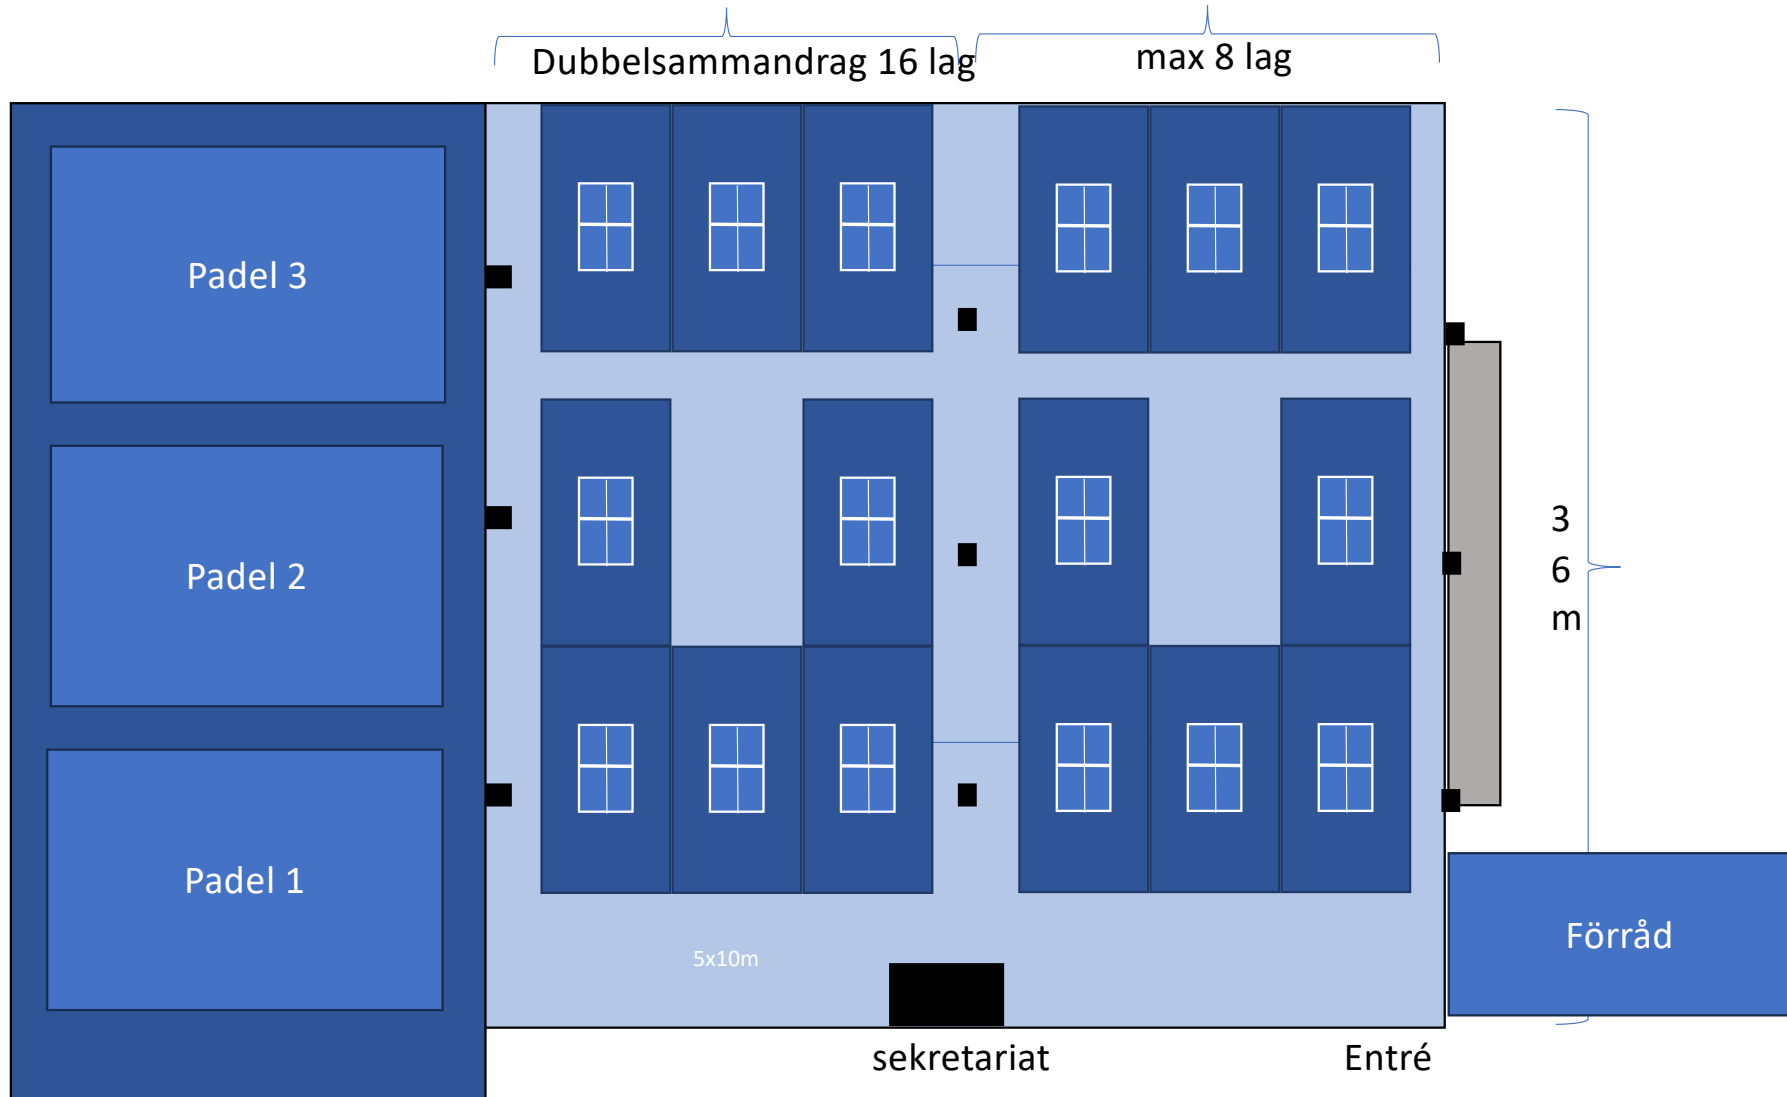 Dubbelsammandrag 16 lag
max 8 lag
Padel 3
Padel 2
3
6
m
Padel 1
Förråd
5x10m
sekretariat
Entré